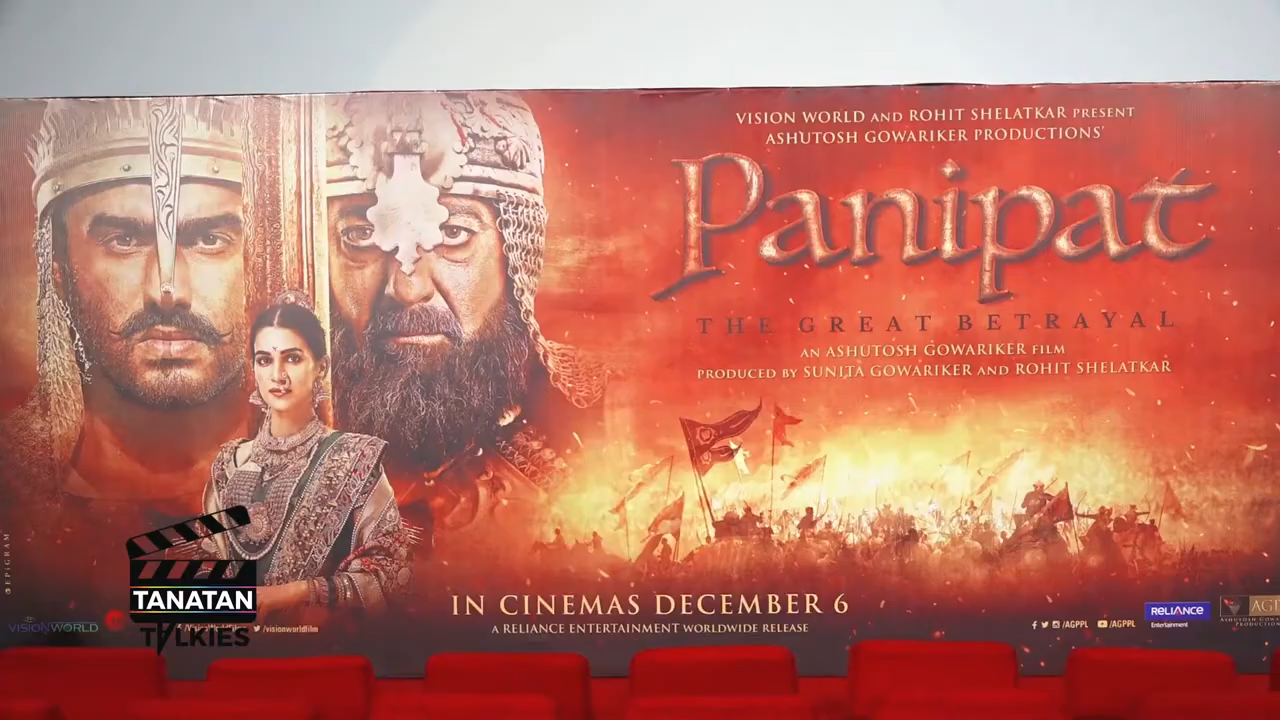 VISION WORLD AND ROHIT SHELATKAR PRESENT
ASHUTOSH GOWARIKER PRODUCTIONS'
Panipat
THE GREAT BETRAYAL
AN ASHUTOSH GOWARIKER FILM
PRODUCED BY SUNITA GOWARIKER AND ROHIT SHELATKAR
IN CINEMAS DECEMBER 6
A RELIANCE ENTERTAINMENT WORLDWIDE RELEASE
EPIGRAM
VISIONWORLD
/visionworldfilm
TANATAN
TALKIES
/AGPPL
/AGPPL
RELIANCE
Entertainment